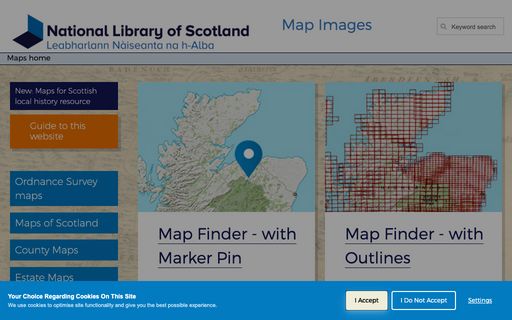 National Library of Scotland
Leabharlann Nàiseanta na h-Alba
Map Images
Keyword search
Maps home
New: Maps for Scottish
local history resource
Guide to this
website
Ordnance Survey
maps
Maps of Scotland
County Maps
Estate Maps
Map Finder - with
Marker Pin
Map Finder - with
Outlines
Your Choice Regarding Cookies On This Site
We use cookies to optimise site functionality and give you the best possible experience.
I Accept
I Do Not Accept
Settings